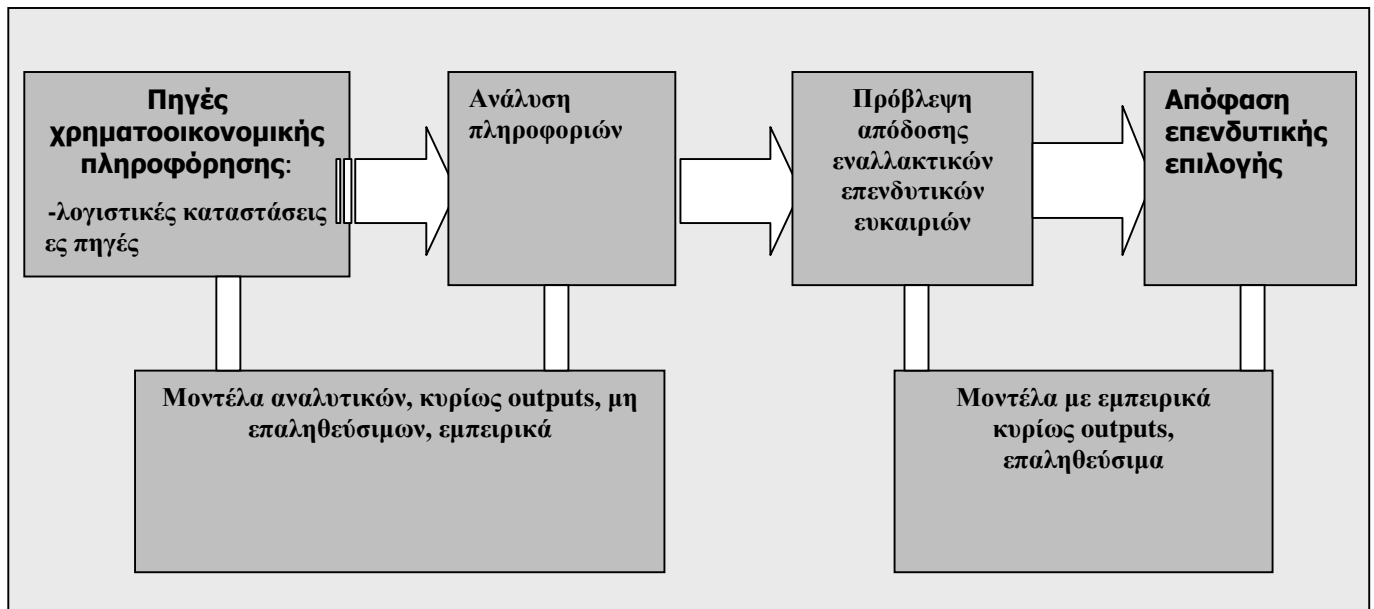 Πηγές
χρηματοοικονομικής
πληροφόρησης:
-λογιστικές καταστάσεις
ες πηγές
Ανάλυση
πληροφοριών
Πρόβλεψη
απόδοσης
εναλλακτικών
επενδυτικών
ευκαιριών
Απόφαση
επενδυτικής
επιλογής
Μοντέλα αναλυτικών, κυρίως outputs, μη
επαληθεύσιμων, εμπειρικά
Μοντέλα με εμπειρικά
κυρίως outputs,
επαληθεύσιμα